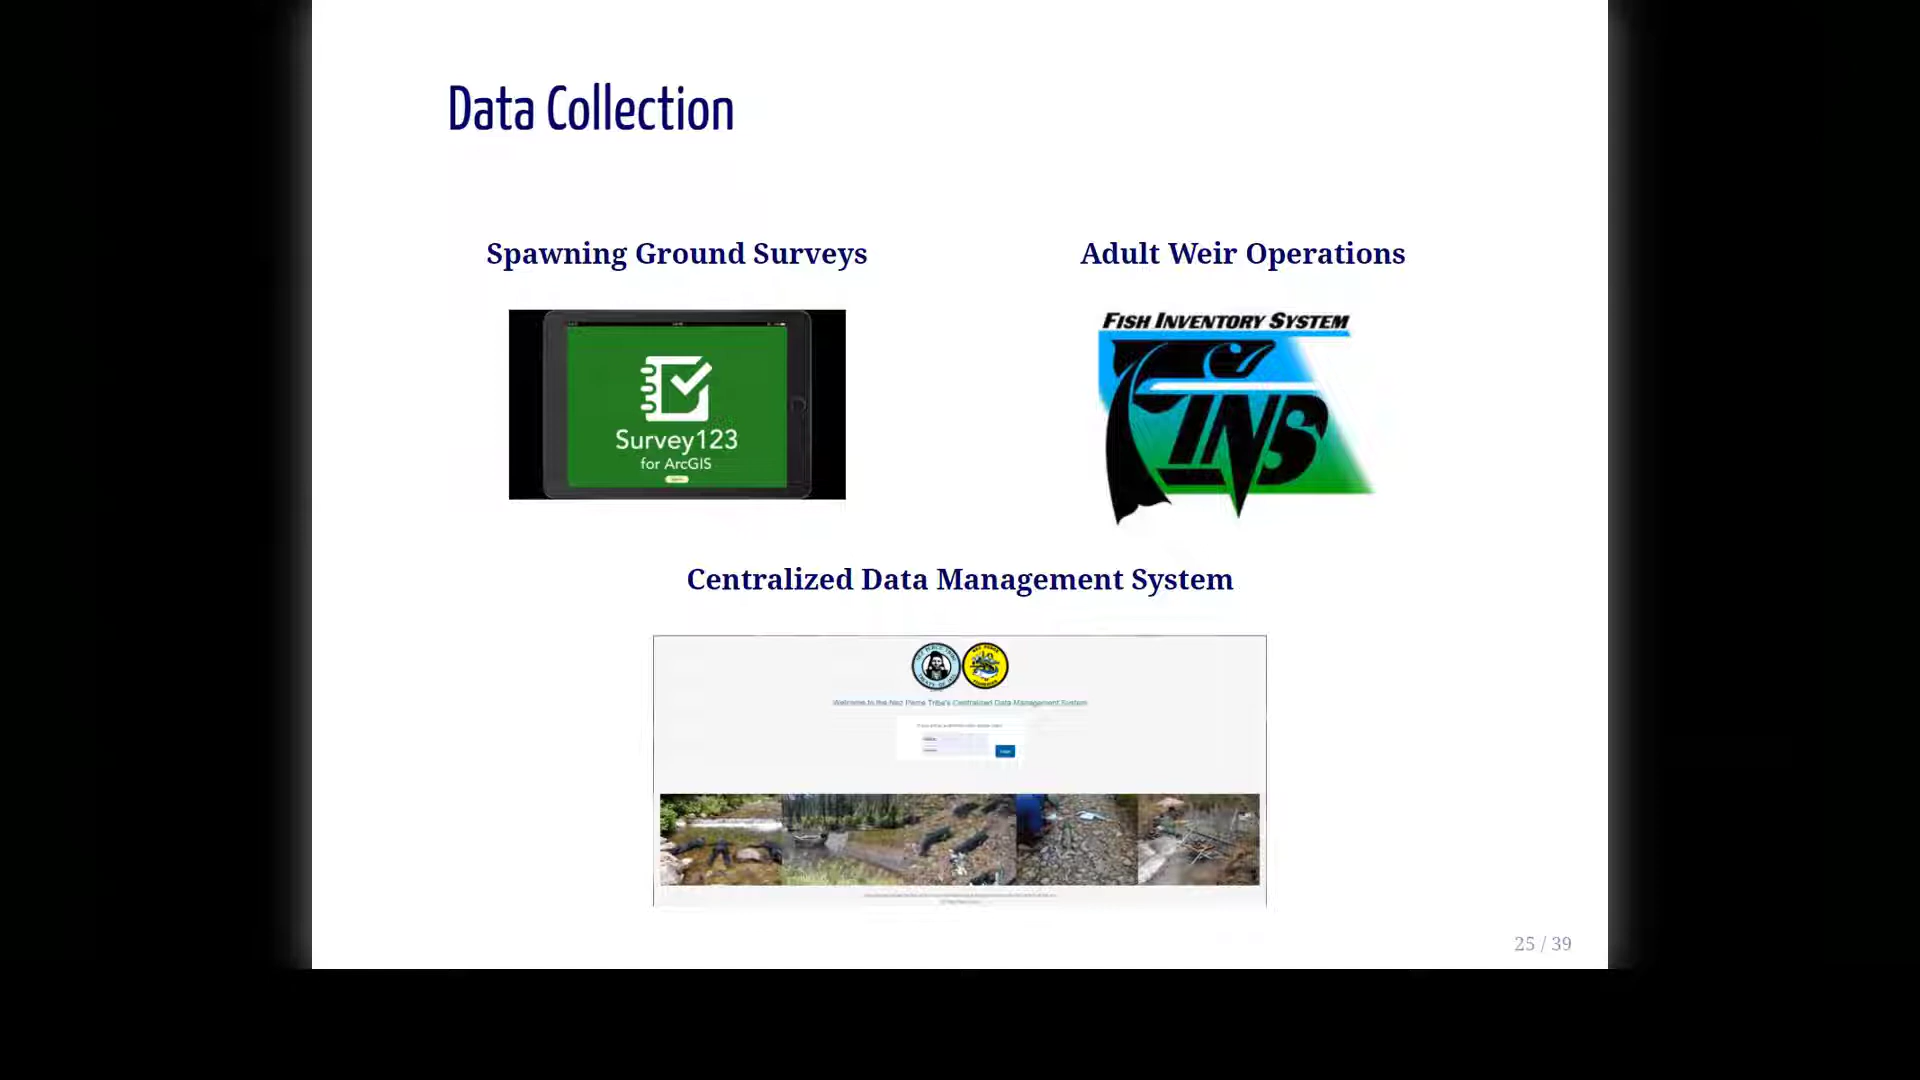 Data Collection
Spawning Ground Surveys
Adult Weir Operations
Survey123
for ArcGIS
FISH INVENTORY SYSTEM
FINS
Centralized Data Management System
Welcome to the Nez Perce Tribe's Centralized Data Management System
25 / 39